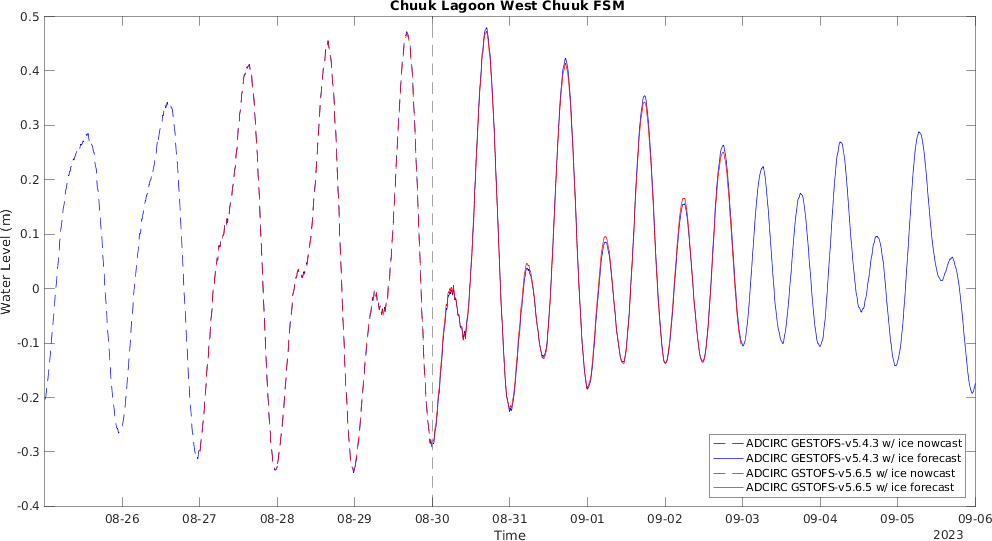 Chuuk Lagoon West Chuuk FSM
0.5
0.4
0.3
0.2
0.1
0
-0.1
-0.2
-0.3
-0.4
Water Level (m)
08-26 08-27 08-28 08-29 08-30 08-31 09-01 09-02 09-03 09-04 09-05 09-06
Time
2023
ADCIRC GESTOFS-v5.4.3 w/ ice nowcast
ADCIRC GESTOFS-v5.4.3 w/ ice forecast
ADCIRC GSTOFS-v5.6.5 w/ ice nowcast
ADCIRC GSTOFS-v5.6.5 w/ ice forecast